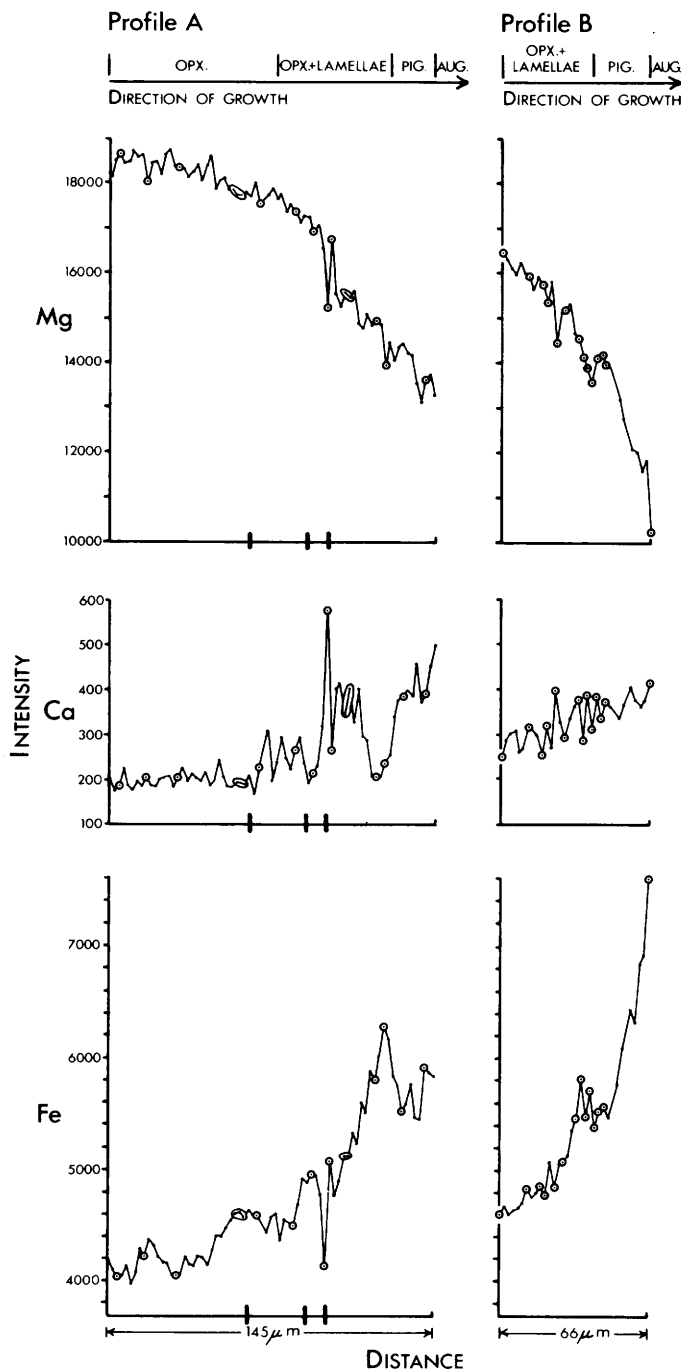 Profile A Profile B
OPX. OPX.+LAMELLAE PIG. AUG. OPX.+
LAMELLAE PIG. AUG.
DIRECTION OF GROWTH DIRECTION OF GROWTH
18000
16000
Mg
14000
12000
10000
600
500
INTENSITY
Ca
400
300
200
100
7000
6000
Fe
5000
4000
145μm 66μm
DISTANCE